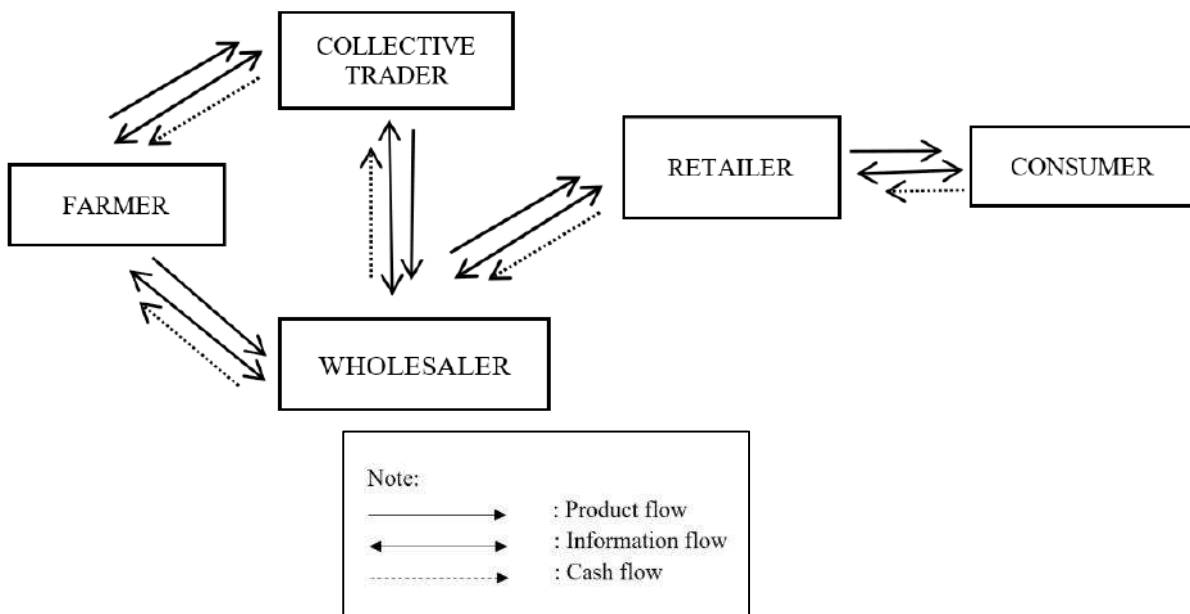 COLLECTIVE
TRADER
RETAILER
CONSUMER
FARMER
WHOLESALER
Note:
: Product flow
: Information flow
: Cash flow